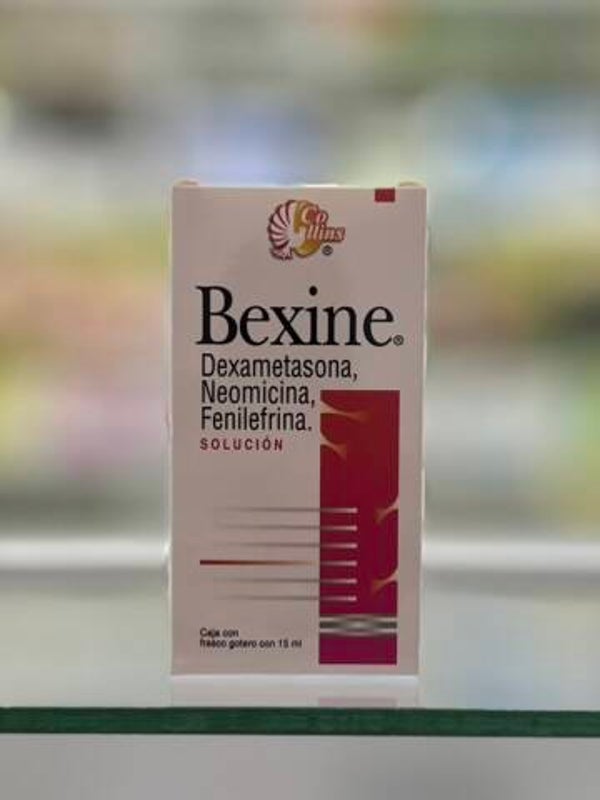 Collins
®
Bexine®
Dexametasona,
Neomicina,
Fenilefrina.
SOLUCIÓN
Caja con
frasco gotero con 15 ml